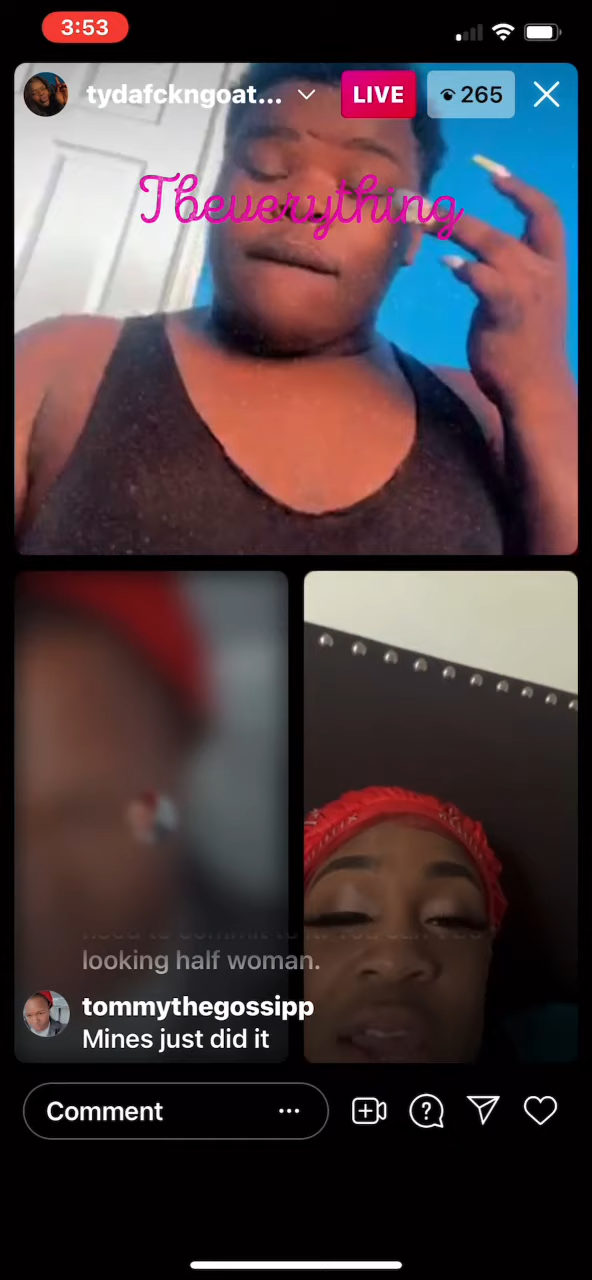 3:53
tydafckngoat...
LIVE
265
Tbeverything
looking half woman.
tommythegossipp
Mines just did it
Comment